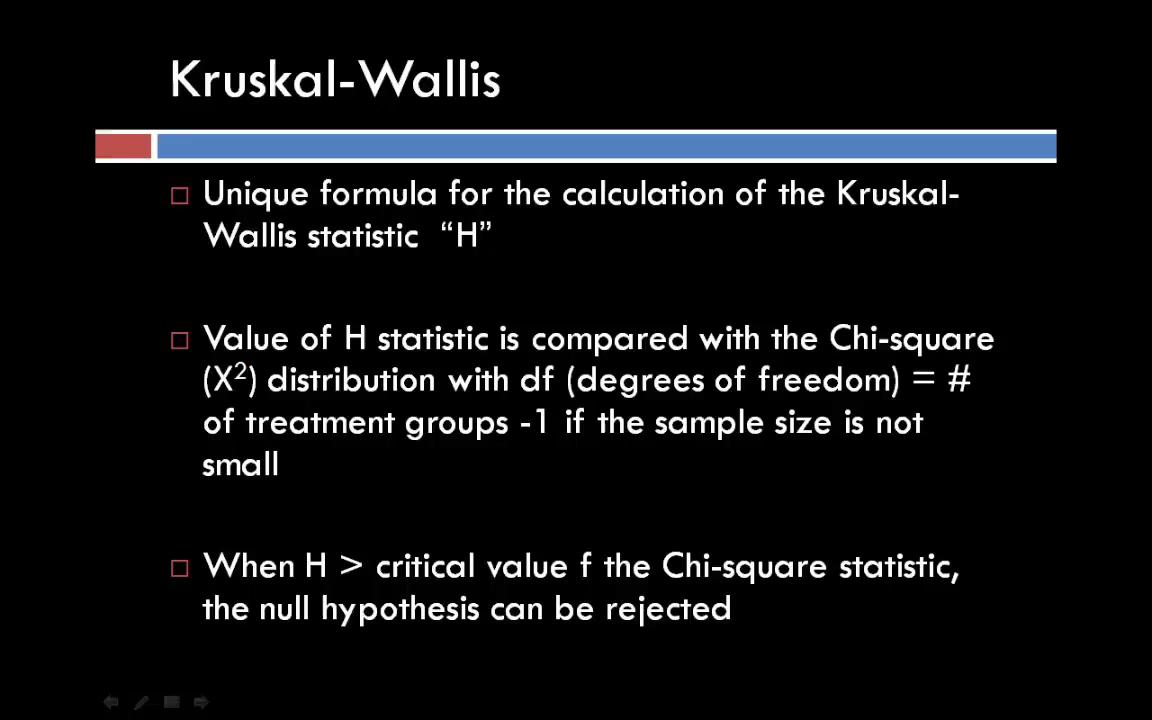 Kruskal-Wallis
Unique formula for the calculation of the Kruskal-
Wallis statistic “H”
Value of H statistic is compared with the Chi-square
(X²) distribution with df (degrees of freedom) = #
of treatment groups -1 if the sample size is not
small
When H > critical value f the Chi-square statistic,
the null hypothesis can be rejected